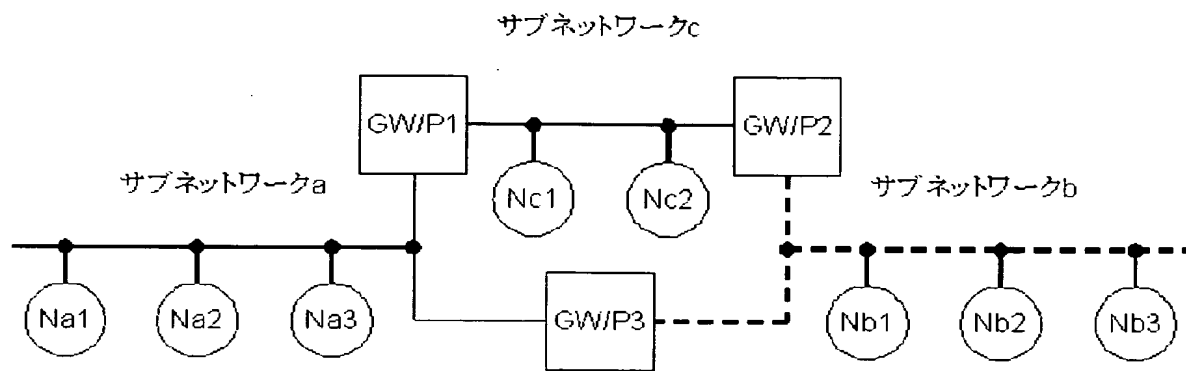 サブネットワークc
GW/P1
GW/P2
Nc1
Nc2
サブネットワークa
サブネットワークb
Na1
Na2
Na3
GW/P3
Nb1
Nb2
Nb3